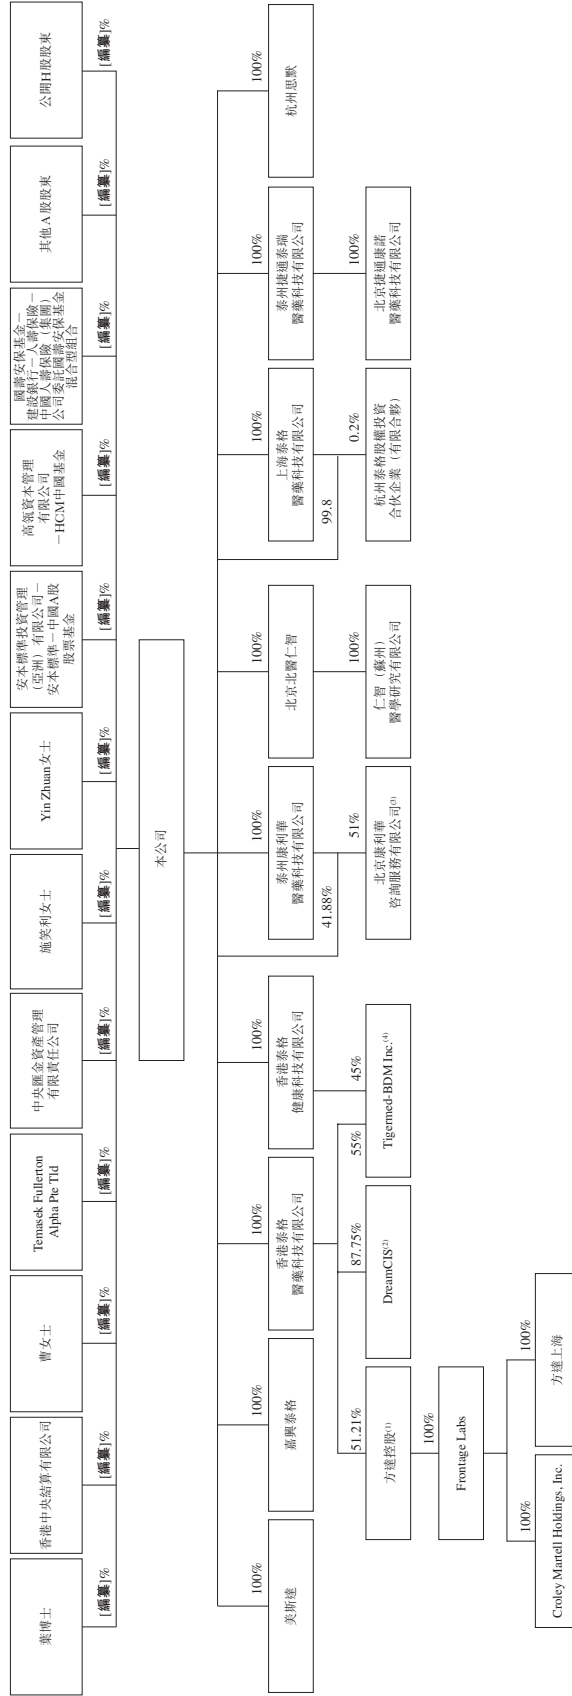 葉博士
香港中央結算有限公司
曹女士
Temasek Fullerton
Alpha Pte Tld
中央匯金資產管理
有限責任公司
施笑利女士
Yin Zhuan女士
安本標準投資管理
（亞洲）有限公司－
安本標準－中國A股
股票基金
高瓴資本管理
有限公司
－HCM中國基金
國壽安保基金－
建設銀行－人壽保險－
中國人壽保險（集團）
公司委託國壽安保基金
混合型組合
其他A股股東
公開H股股東
[編纂]%
[編纂]%
[編纂]%
[編纂]%
[編纂]%
[編纂]%
[編纂]%
[編纂]%
[編纂]%
[編纂]%
[編纂]%
[編纂]%
本公司
100%
100%
100%
100%
100%
100%
100%
100%
100%
美斯達
嘉興泰格
香港泰格
醫藥科技有限公司
香港泰格
健康科技有限公司
泰州康利華
醫藥科技有限公司
北京北醫仁智
上海泰格
醫藥科技有限公司
泰州捷通泰瑞
醫藥科技有限公司
杭州思默
41.88%
99.8
51.21%
87.75%
55%
45%
51%
100%
0.2%
100%
方達控股(1)
DreamCIS(2)
Tigermed-BDM Inc.(4)
北京康利華
咨詢服務有限公司(3)
仁智（蘇州）
醫學研究有限公司
杭州泰格股權投資
合伙企業（有限合夥）
北京捷通康諾
醫藥科技有限公司
100%
Frontage Labs
100%
100%
Croley Martell Holdings, Inc.
方達上海